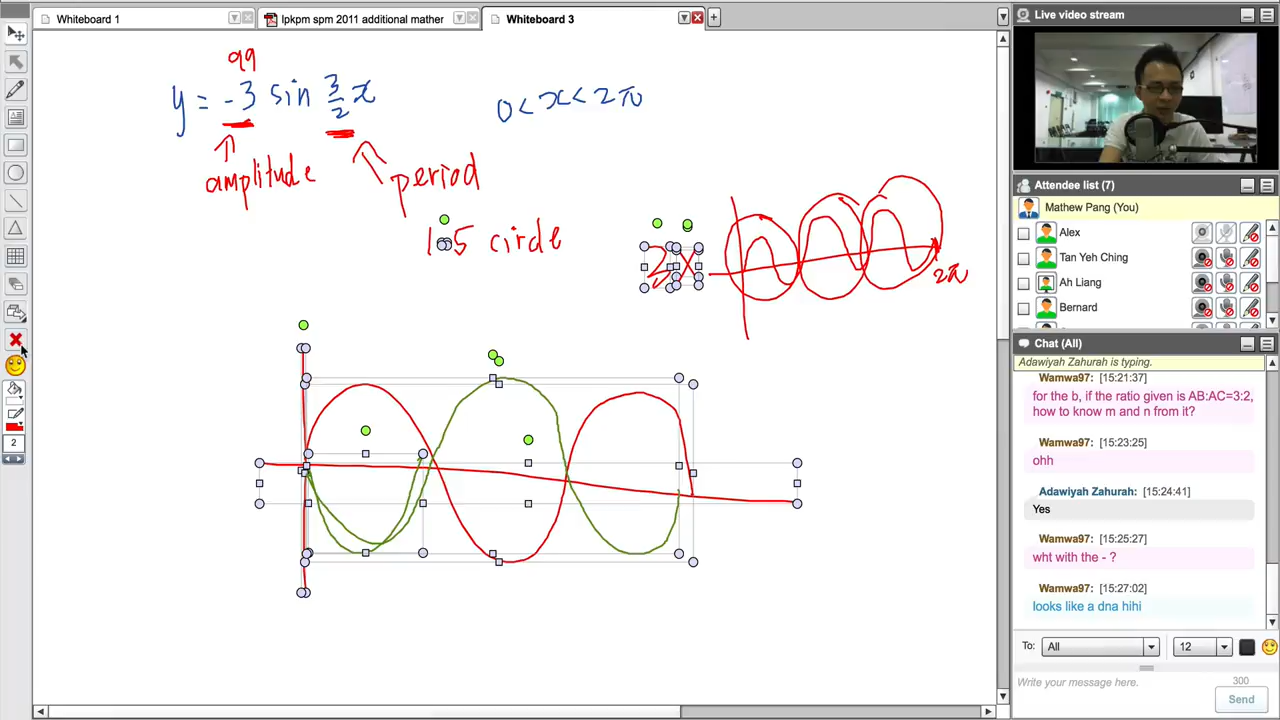 Whiteboard 1
lpkpm spm 2011 additional mather
Whiteboard 3
Live video stream
99
y = -3 sin 3/2 x
0 < x < 2π
amplitude
period
1.5 circle
3x
2π
Attendee list (7)
Mathew Pang (You)
Alex
Tan Yeh Ching
Ah Liang
Bernard
Chat (All)
Adawiyah Zahurah is typing.
Wamwa97: [15:21:37]
for the b, if the ratio given is AB:AC=3:2,
how to know m and n from it?
Wamwa97: [15:23:25]
ohh
Adawiyah Zahurah: [15:24:41]
Yes
Wamwa97: [15:25:27]
wht with the - ?
Wamwa97: [15:27:02]
looks like a dna hihi
To: All 12
Write your message here. 300
Send
2